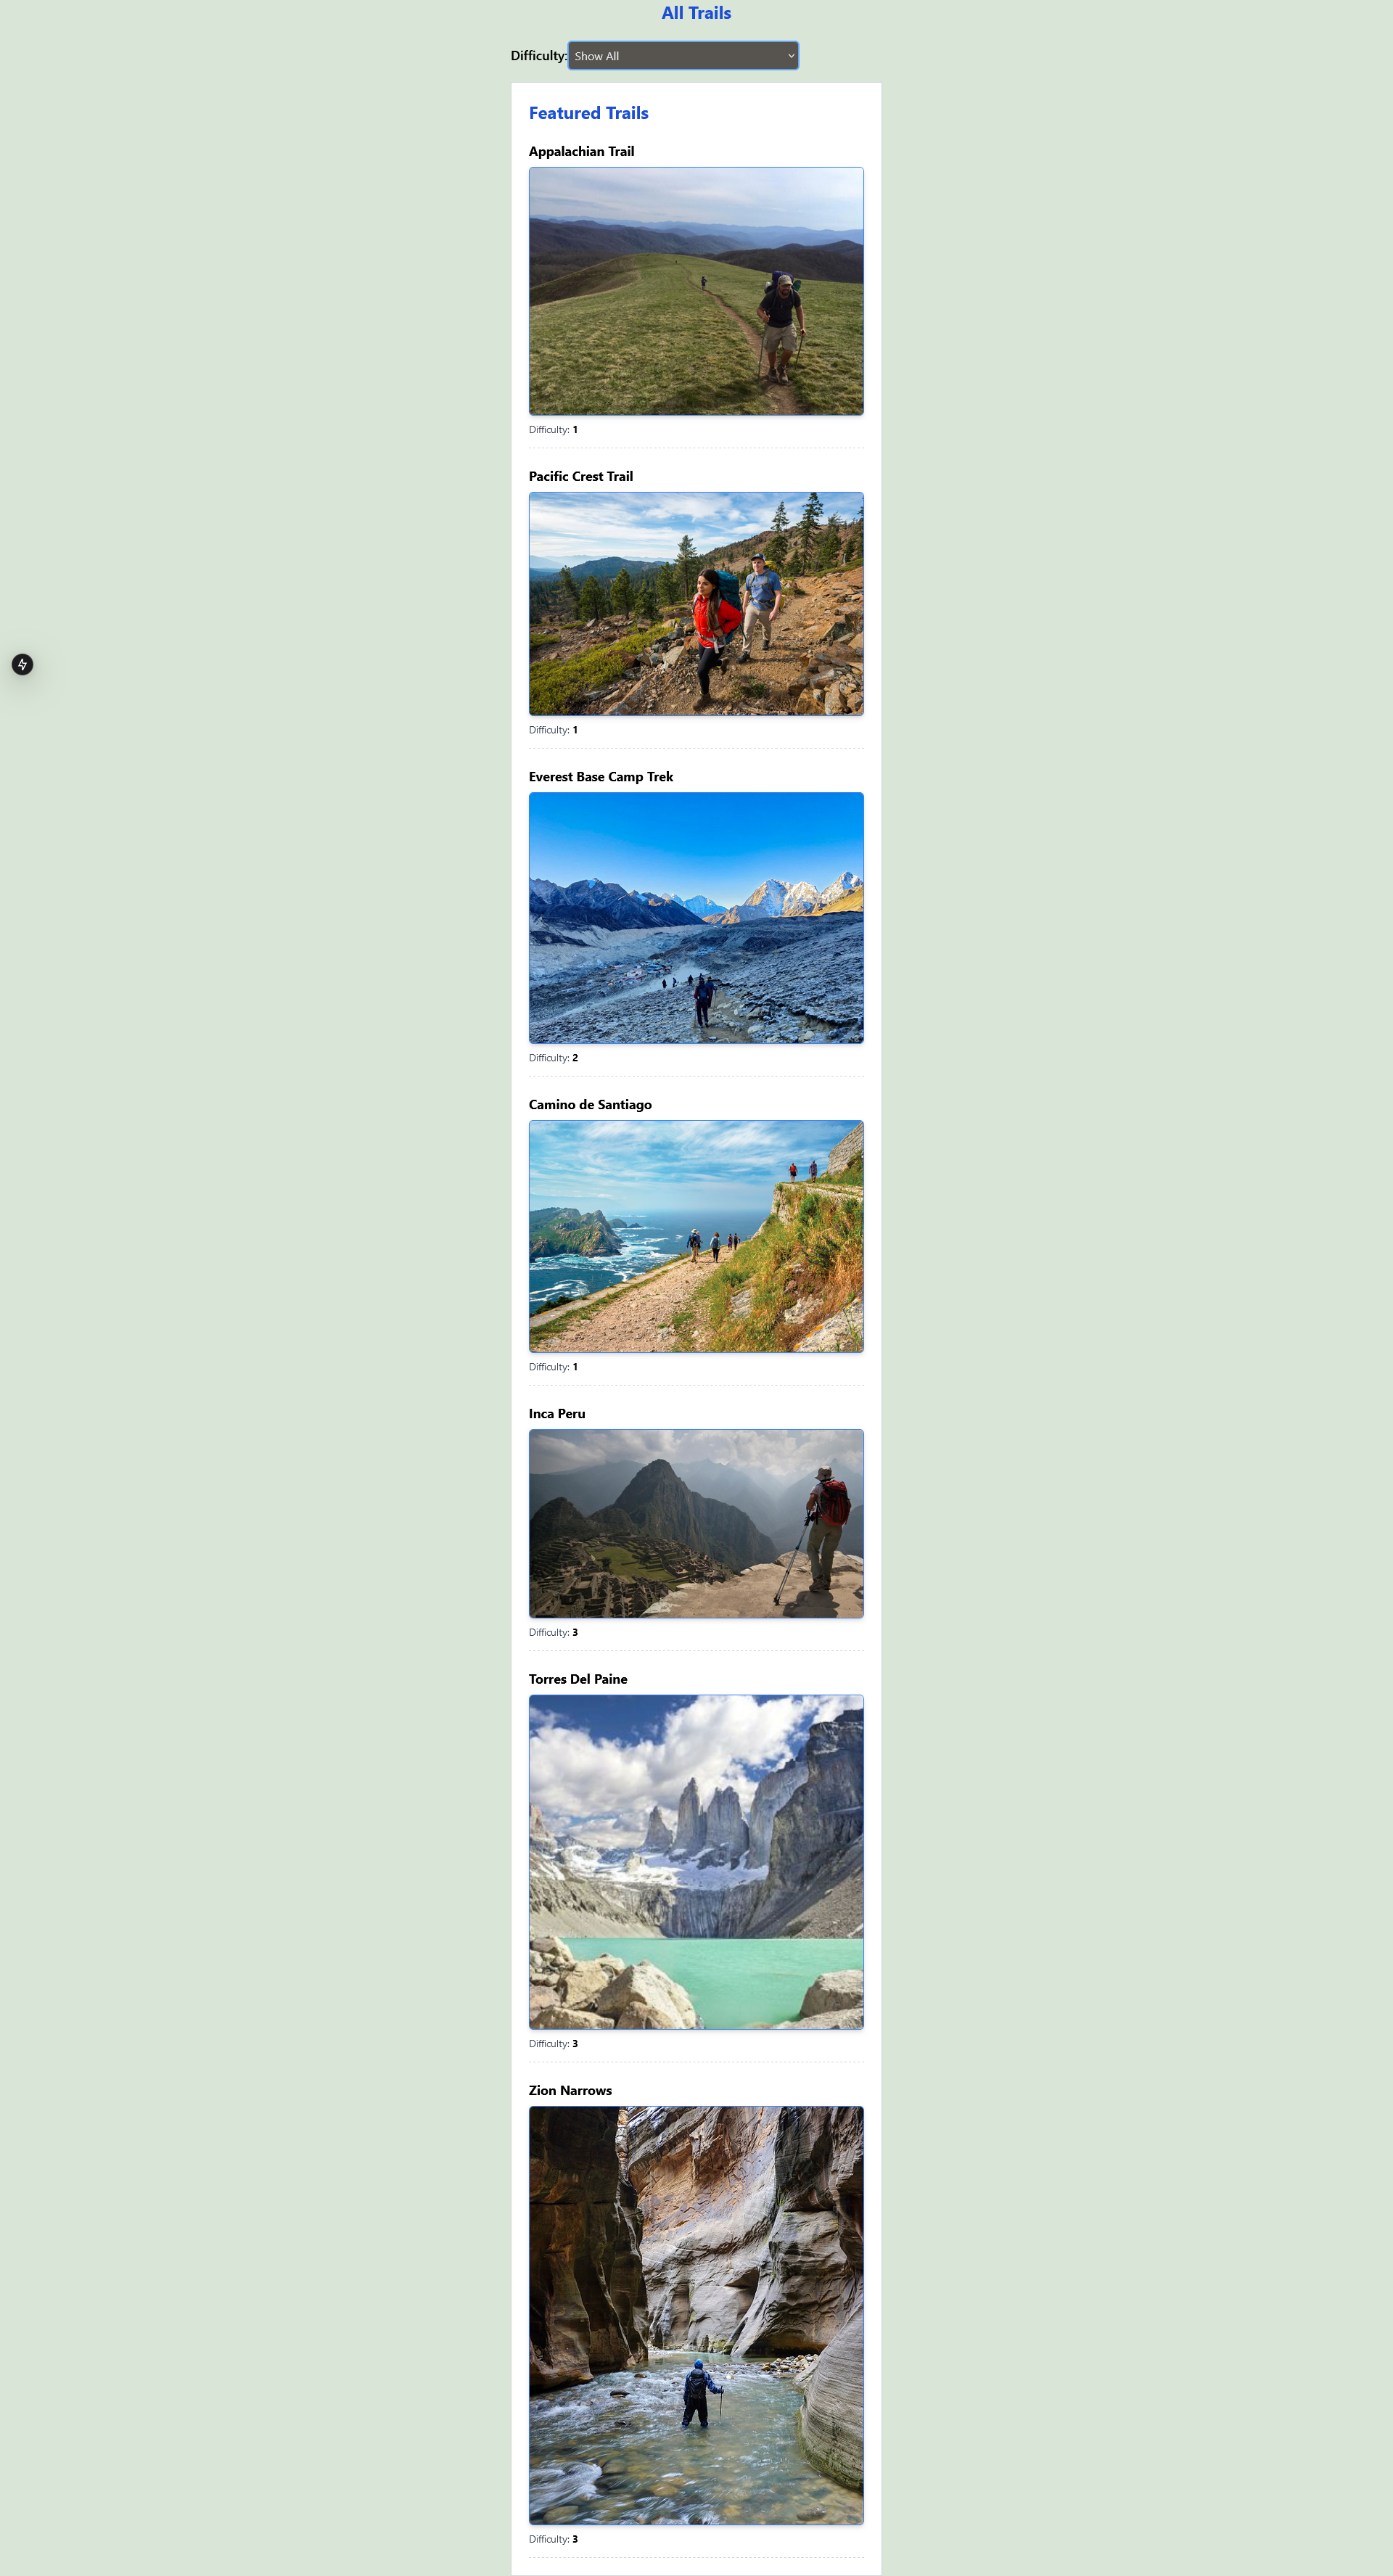 All Trails
Difficulty: Show All
Featured Trails
Appalachian Trail
Difficulty: 1
Pacific Crest Trail
Difficulty: 1
Everest Base Camp Trek
Difficulty: 2
Camino de Santiago
Difficulty: 1
Inca Peru
Difficulty: 3
Torres Del Paine
Difficulty: 3
Zion Narrows
Difficulty: 3